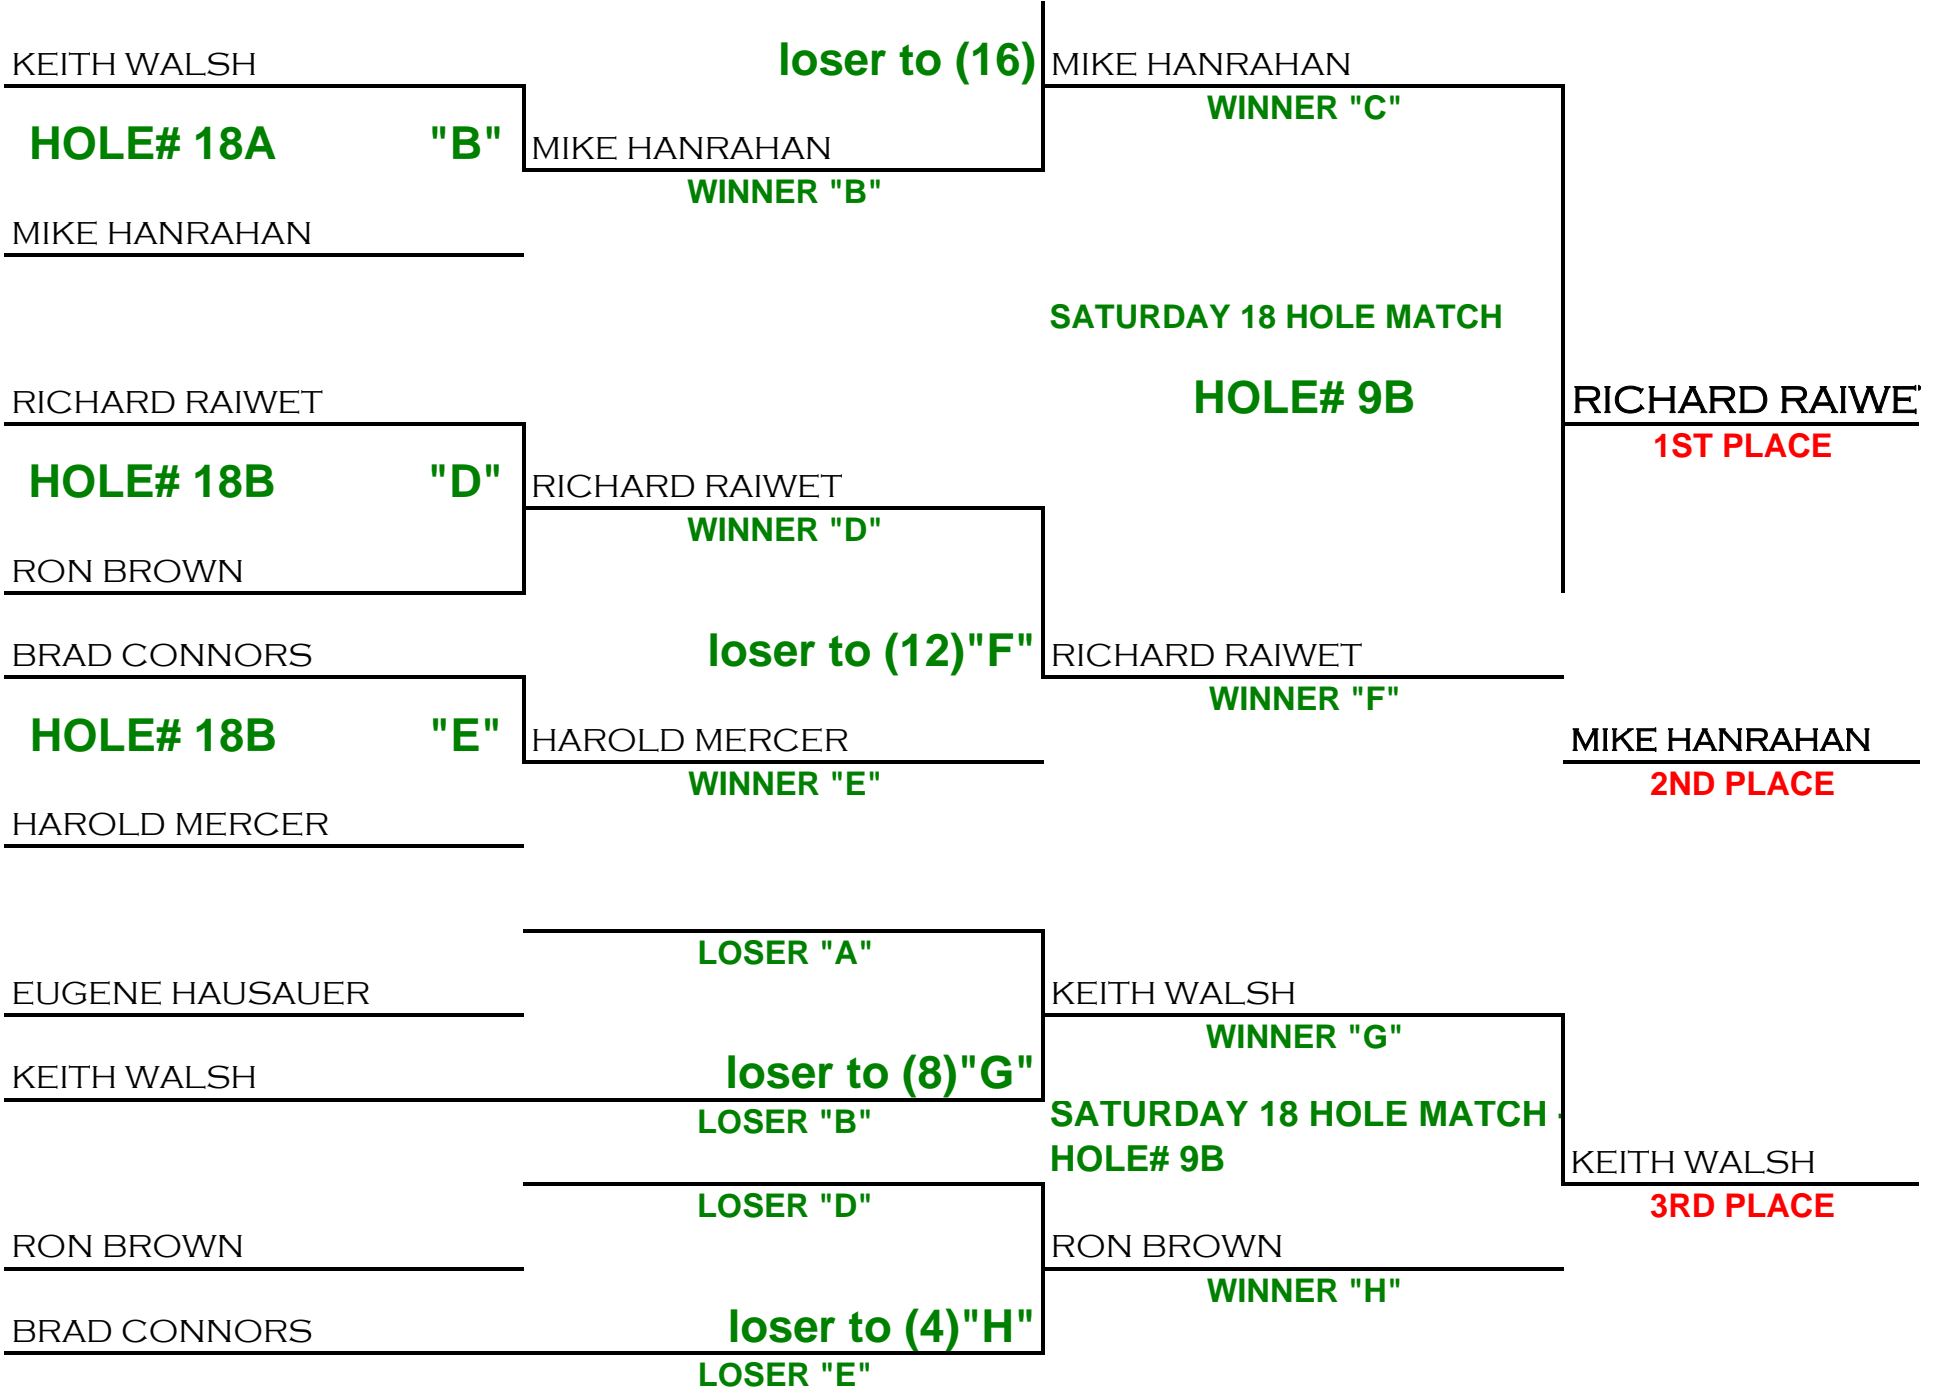 KEITH WALSH
loser to (16)
MIKE HANRAHAN
WINNER "C"
HOLE# 18A "B"
MIKE HANRAHAN
WINNER "B"
MIKE HANRAHAN
SATURDAY 18 HOLE MATCH
RICHARD RAIWET
HOLE# 9B
RICHARD RAIWE
1ST PLACE
HOLE# 18B "D"
RICHARD RAIWET
WINNER "D"
RON BROWN
BRAD CONNORS
loser to (12)"F"
RICHARD RAIWET
WINNER "F"
HOLE# 18B "E"
HAROLD MERCER
WINNER "E"
MIKE HANRAHAN
2ND PLACE
HAROLD MERCER
LOSER "A"
EUGENE HAUSAUER
KEITH WALSH
WINNER "G"
KEITH WALSH
loser to (8)"G"
LOSER "B"
SATURDAY 18 HOLE MATCH -
HOLE# 9B
KEITH WALSH
3RD PLACE
LOSER "D"
RON BROWN
RON BROWN
WINNER "H"
BRAD CONNORS
loser to (4)"H"
LOSER "E"